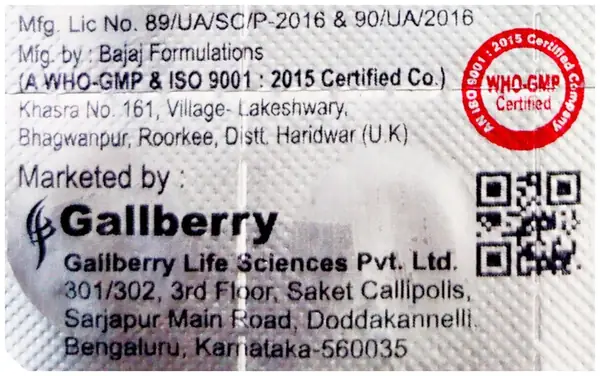 Mfg. Lic No. 89/UA/SC/P-2016 & 90/UA/2016
Mfg. by : Bajaj Formulations
(A WHO-GMP & ISO 9001 : 2015 Certified Co.)
Khasra No. 161, Village- Lakeshwary,
Bhagwanpur, Roorkee, Distt. Haridwar (U.K)
AN ISO 9001 : 2015 Certified Company
WHO-GMP
Certified
Marketed by :
Gallberry
Gallberry Life Sciences Pvt. Ltd.
301/302, 3rd Floor, Saket Callipolis,
Sarjapur Main Road, Doddakannelli.
Bengaluru, Karnataka-560035